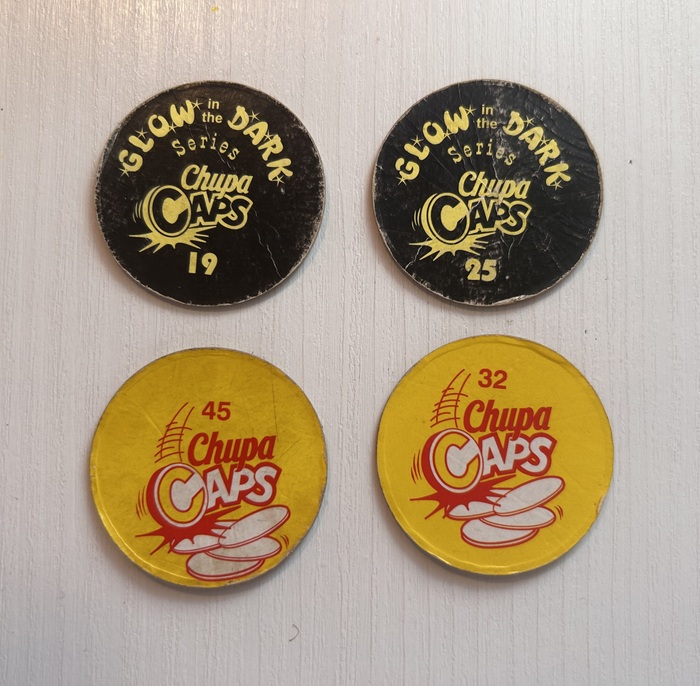 GLOW in the DARK
Series
Chupa
CAPS
19
GLOW in the DARK
Series
Chupa
CAPS
25
45
Chupa
CAPS
32
Chupa
CAPS